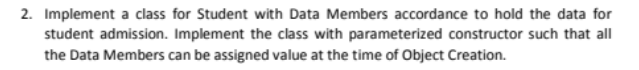 2. Implement a class for Student with Data Members accordance to hold the data for
student admission. Implement the class with parameterized constructor such that all
the Data Members can be assigned value at the time of Object Creation.